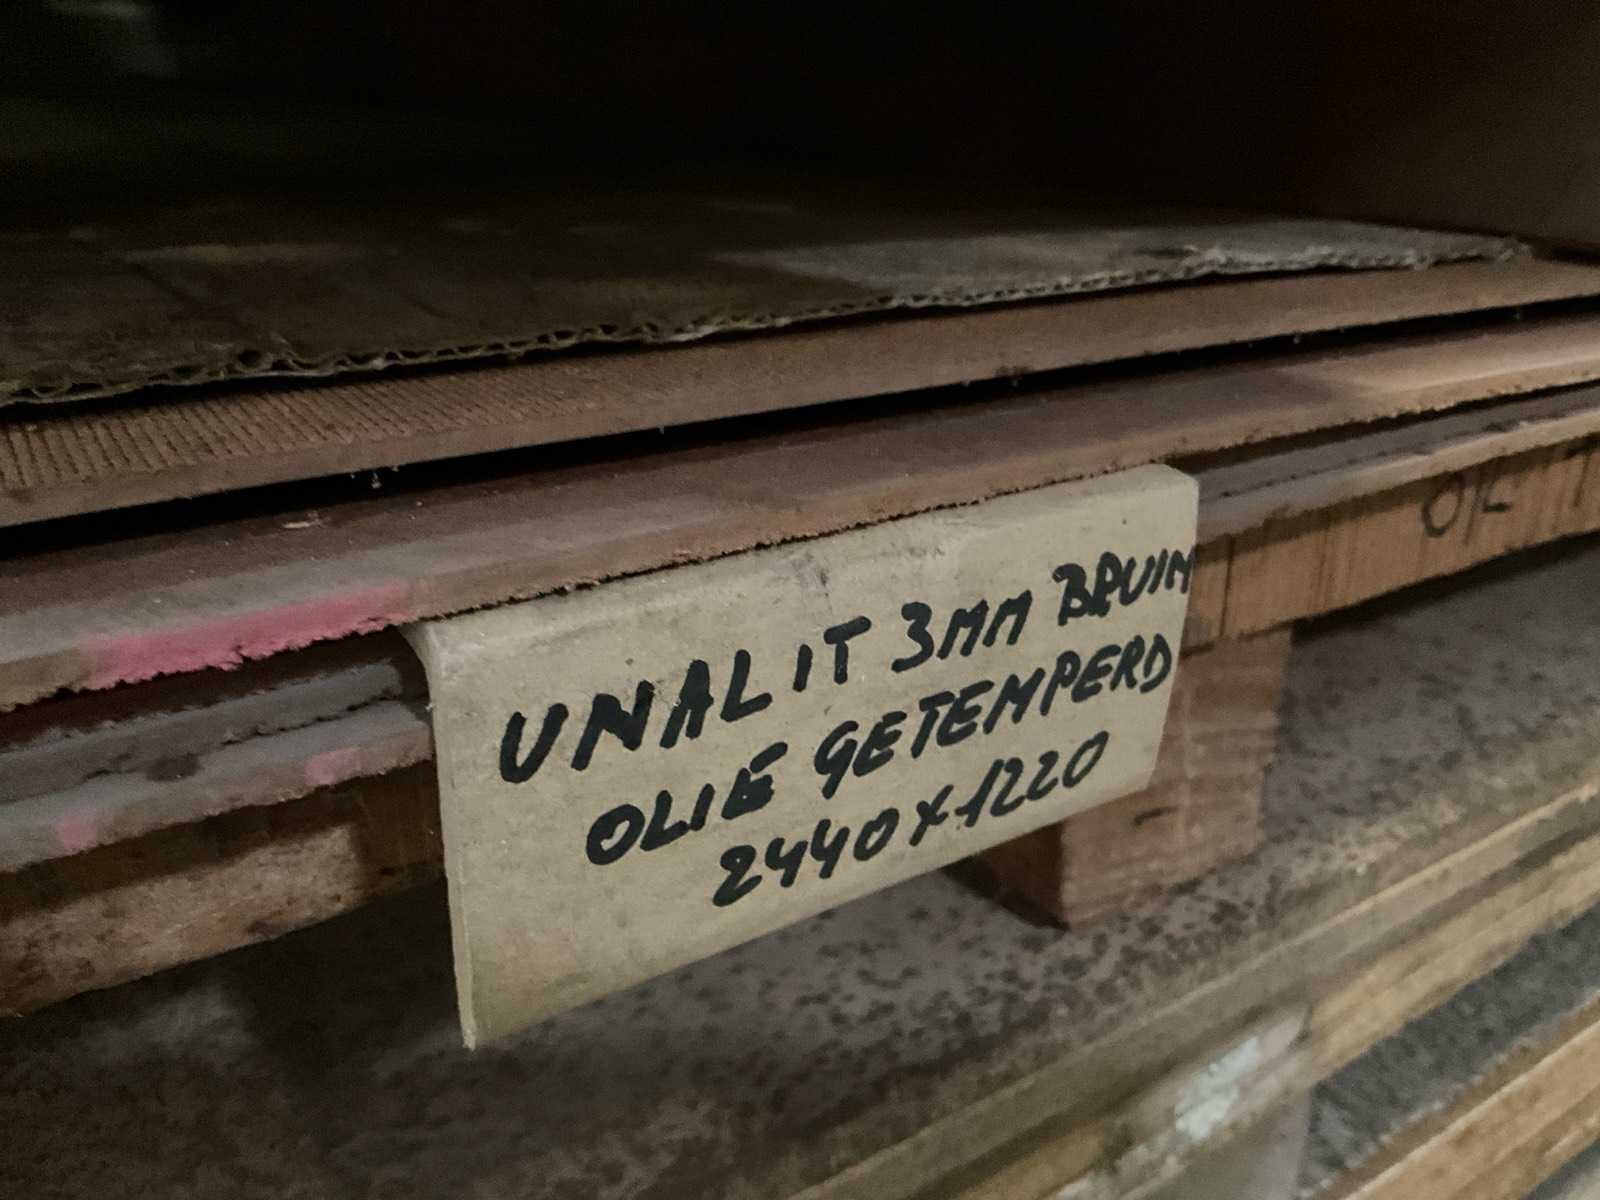 UNALIT 3MM BRUIN
OLIE GETEMPERD
2440 X 1220